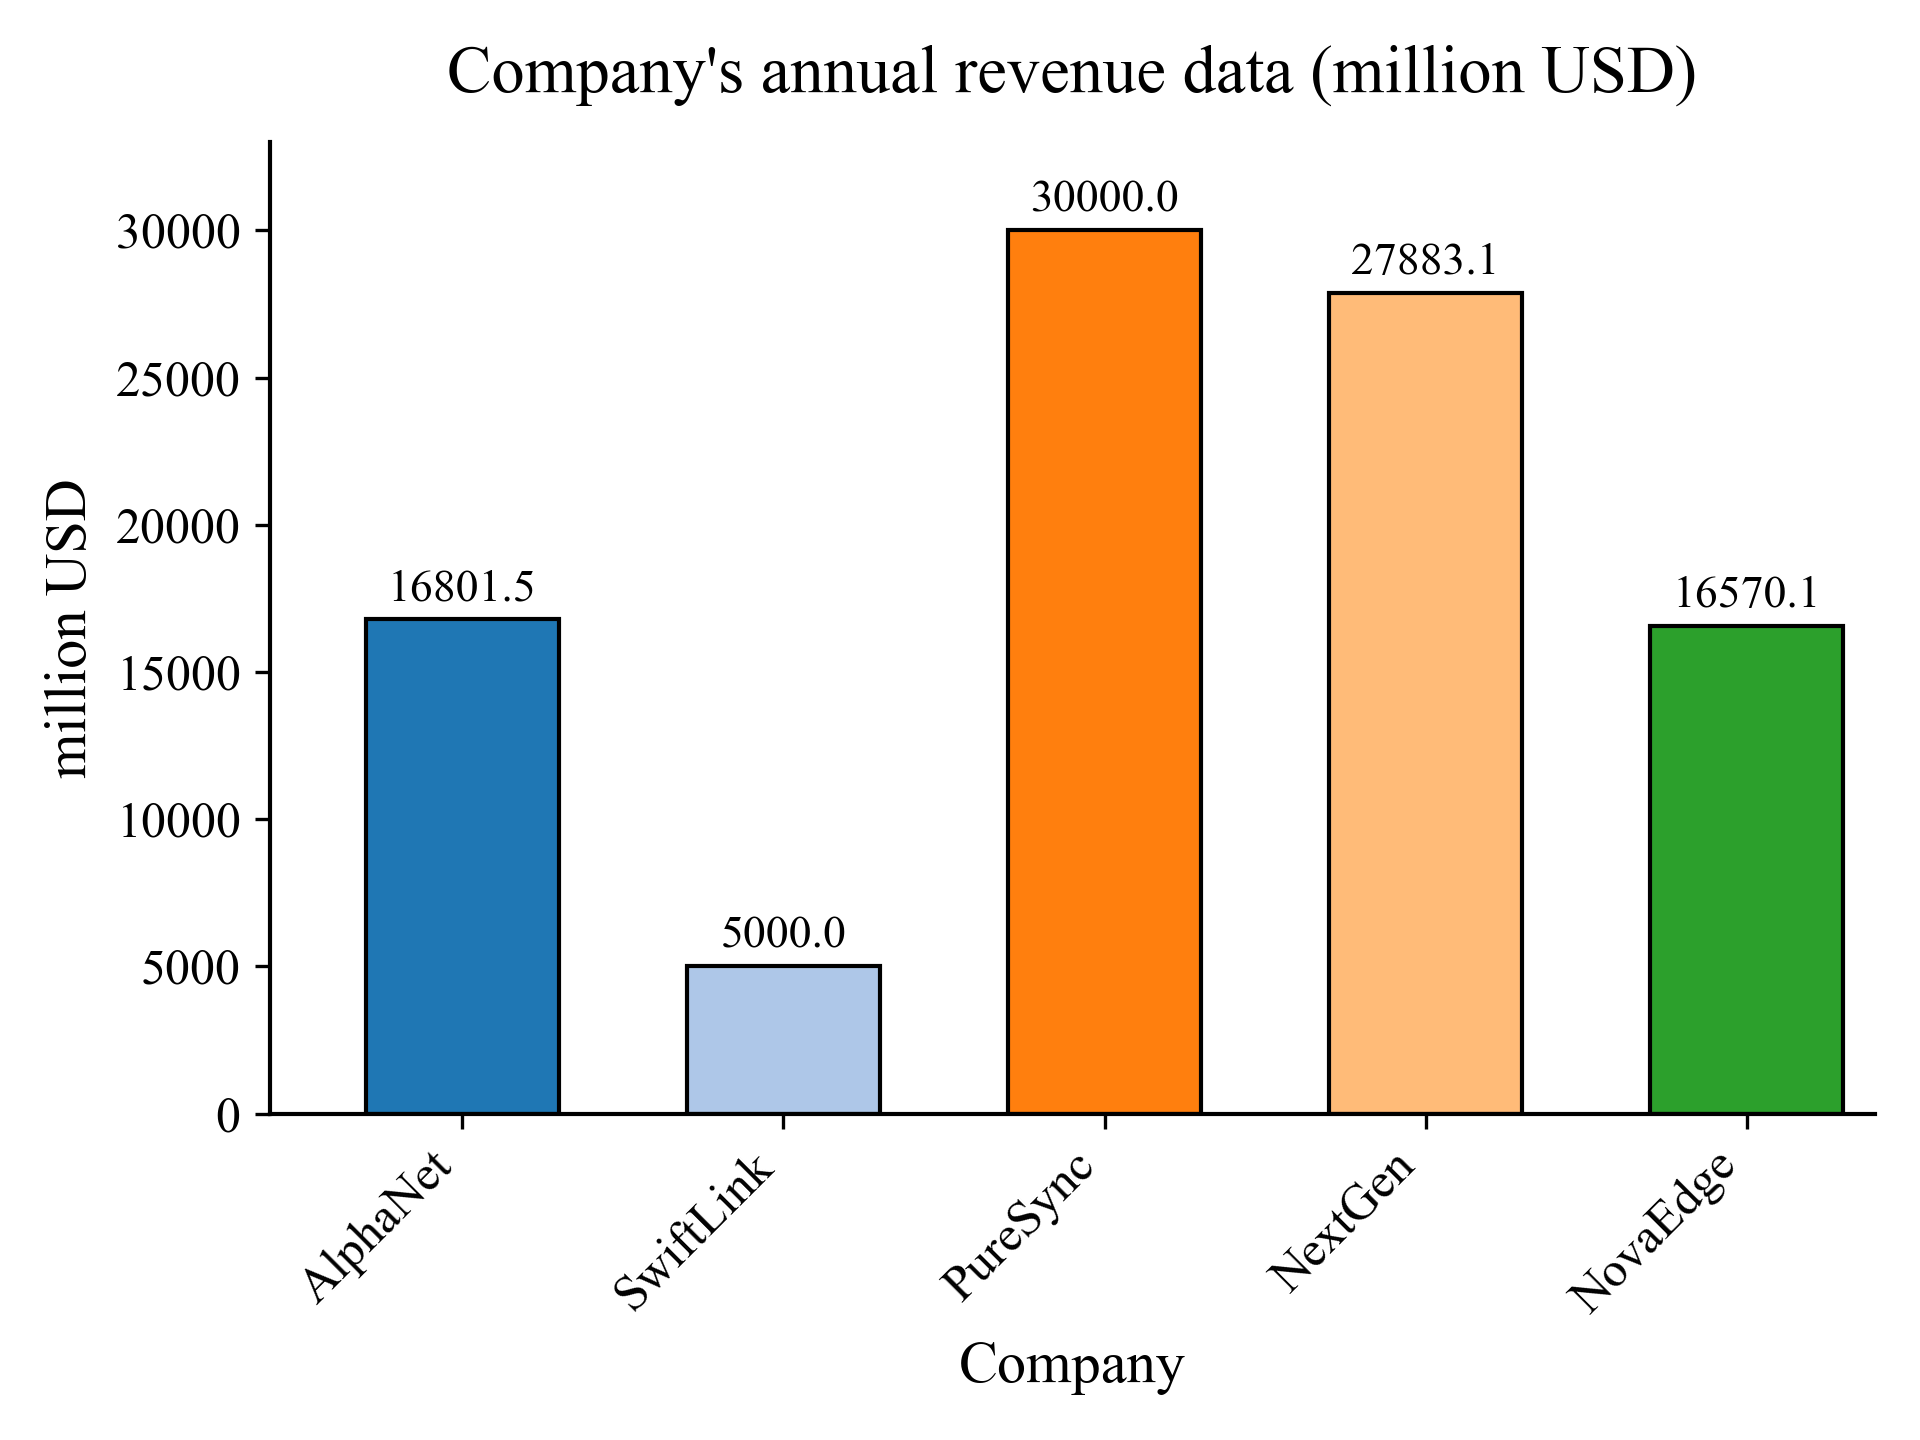 Company's annual revenue data (million USD)
30000.0
27883.1
16801.5
16570.1
5000.0
30000
25000
20000
15000
10000
5000
0
million USD
AlphaNet
SwiftLink
PureSync
NextGen
NovaEdge
Company